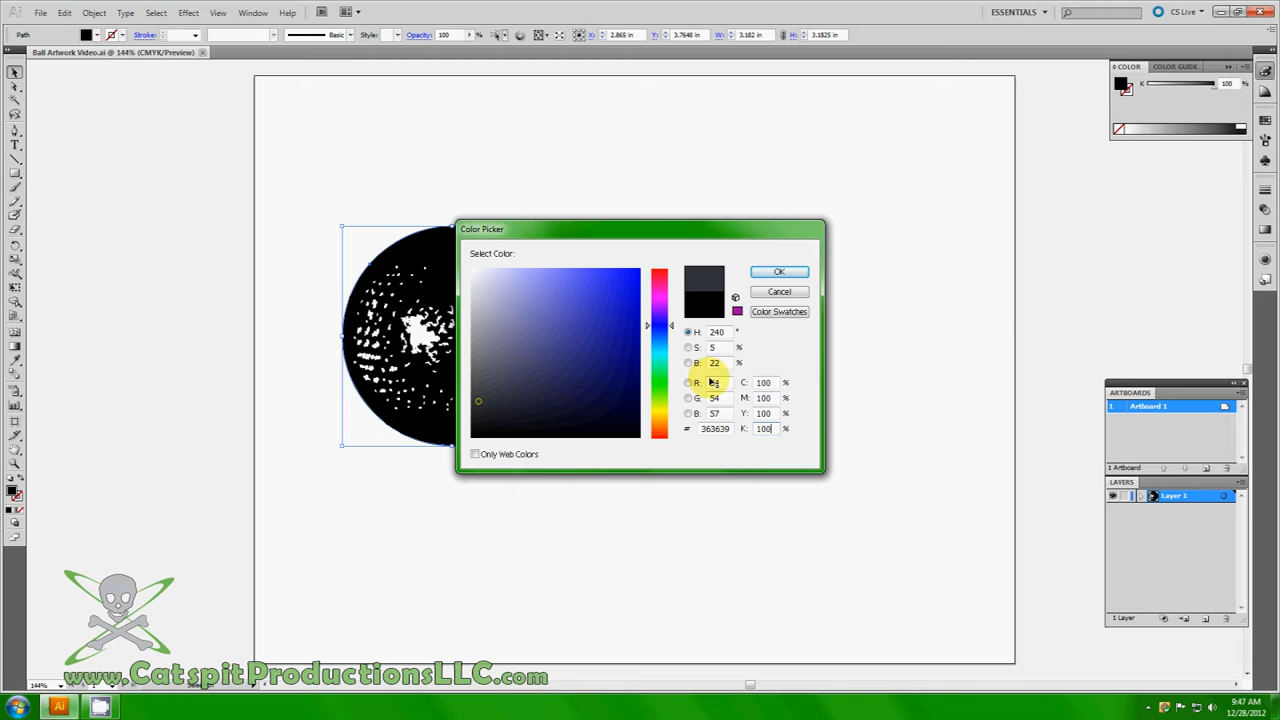 Ai File Edit Object Type Select Effect View Window Help Br ESSENTIALS CS Live
Path Stroke: Basic Style: Opacity: 100 % X: 2.865 in Y: 3.7648 in W: 3.182 in H: 3.1825 in
Ball Artwork Video.ai @ 144% (CMYK/Preview)
COLOR COLOR GUIDE
K 100 %
Color Picker
Select Color:
OK
Cancel
Color Swatches
H: 240 °
S: 5 %
B: 22 %
R: C: 100 %
G: 54 M: 100 %
B: 57 Y: 100 %
# 363639 K: 100 %
Only Web Colors
ARTBOARDS
1 Artboard 1
1 Artboard
LAYERS
Layer 1
1 Layer
www.CatspitProductionsLLC.com
144% 1
Ai
9:47 AM
12/28/2012